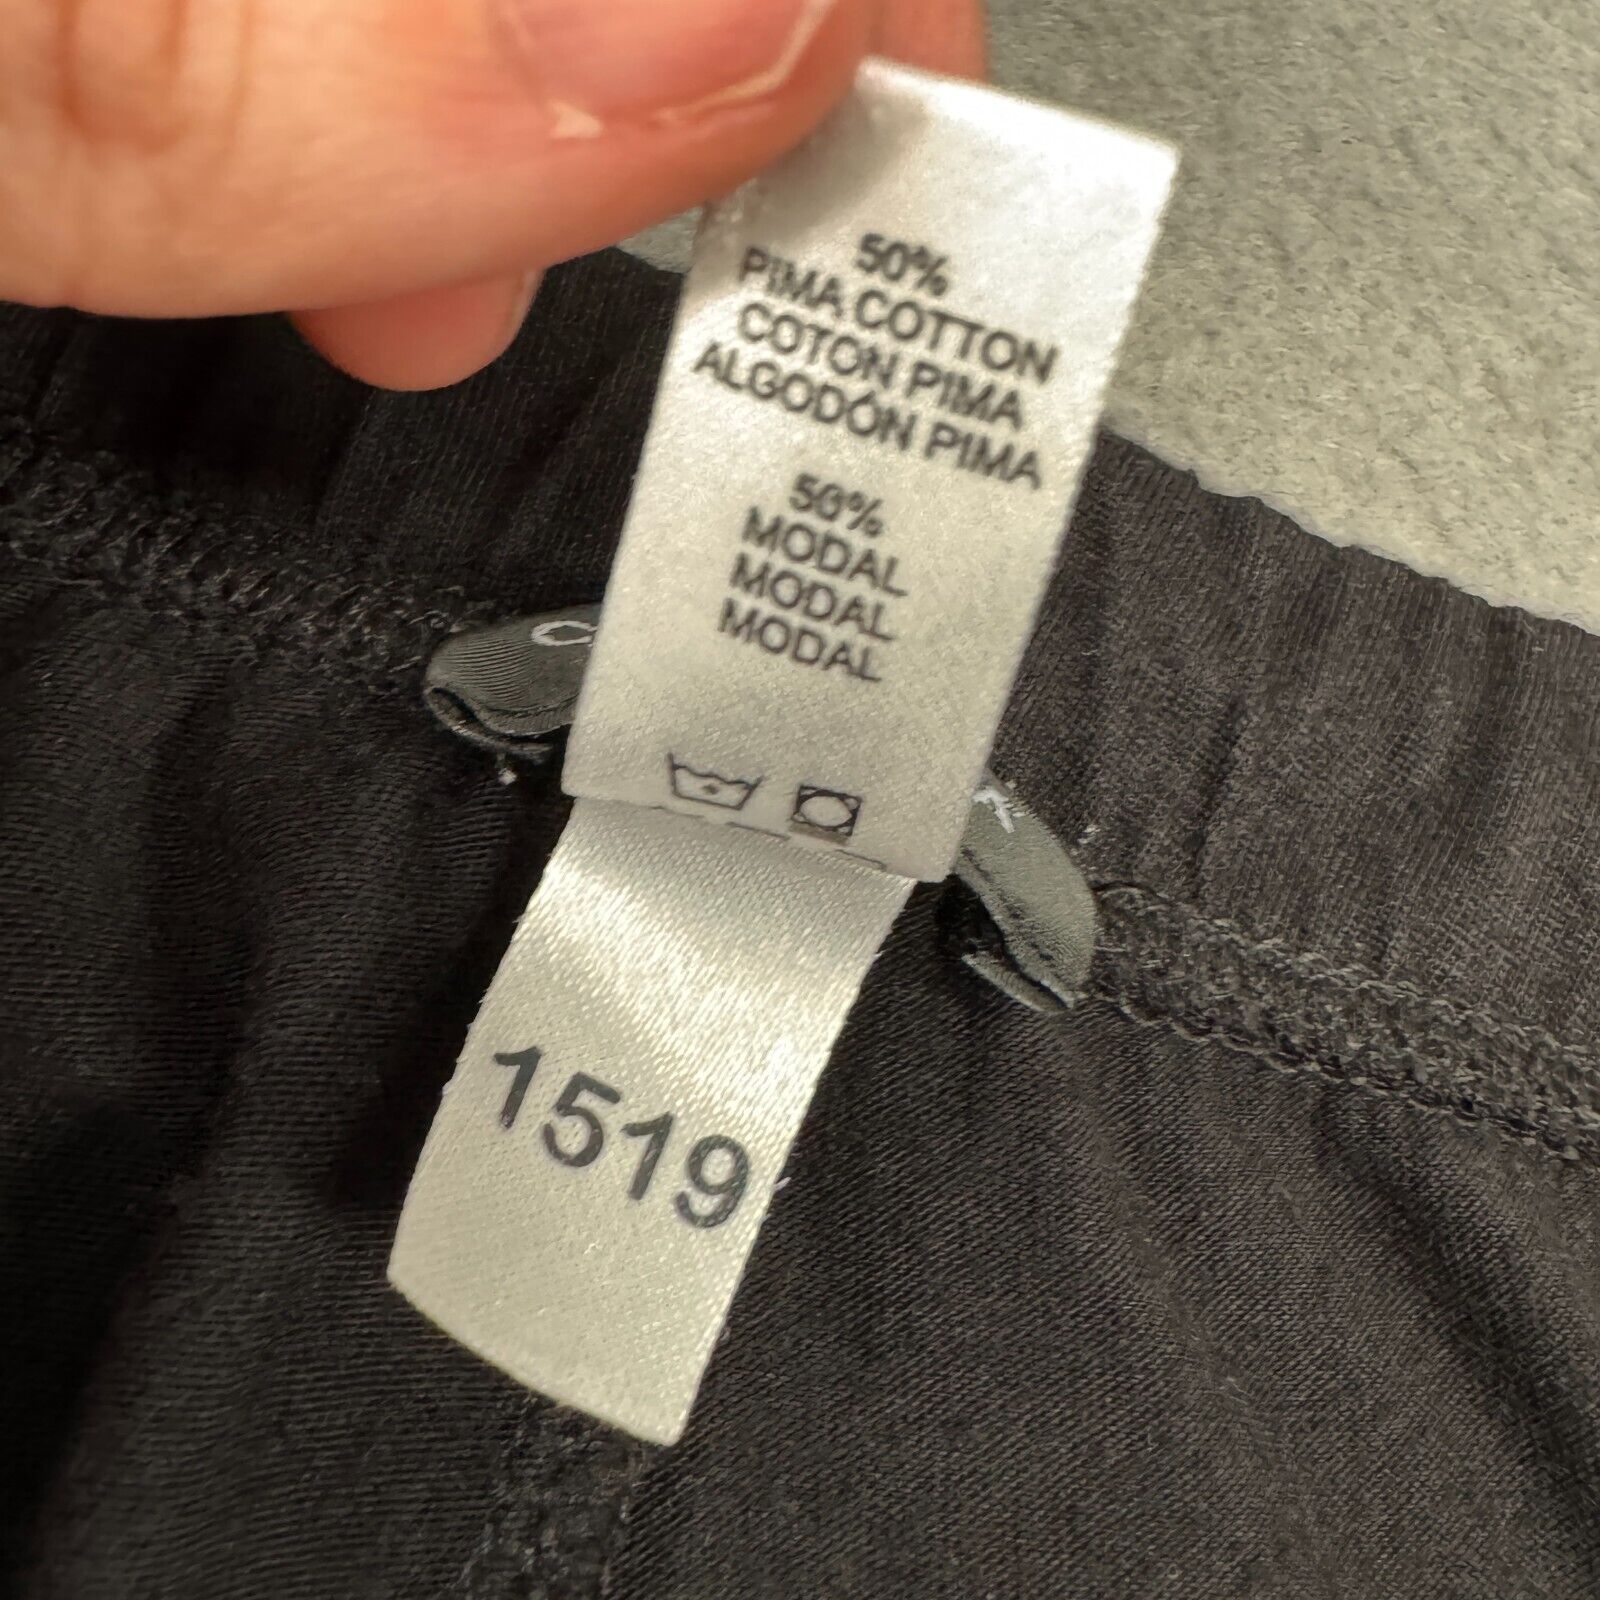 50%
PIMA COTTON
COTON PIMA
ALGODÓN PIMA
50%
MODAL
MODAL
MODAL
1519